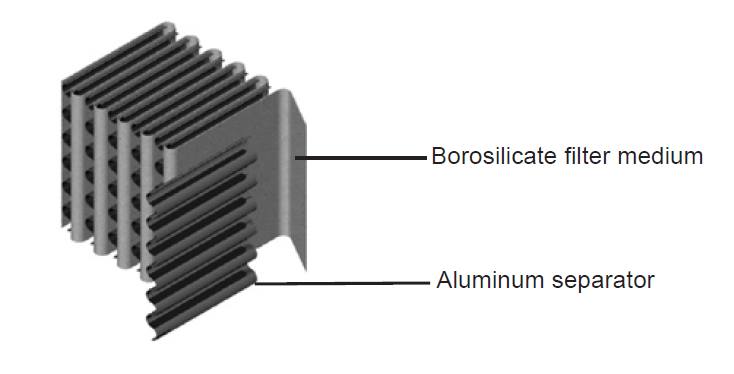 Borosilicate filter medium
Aluminum separator